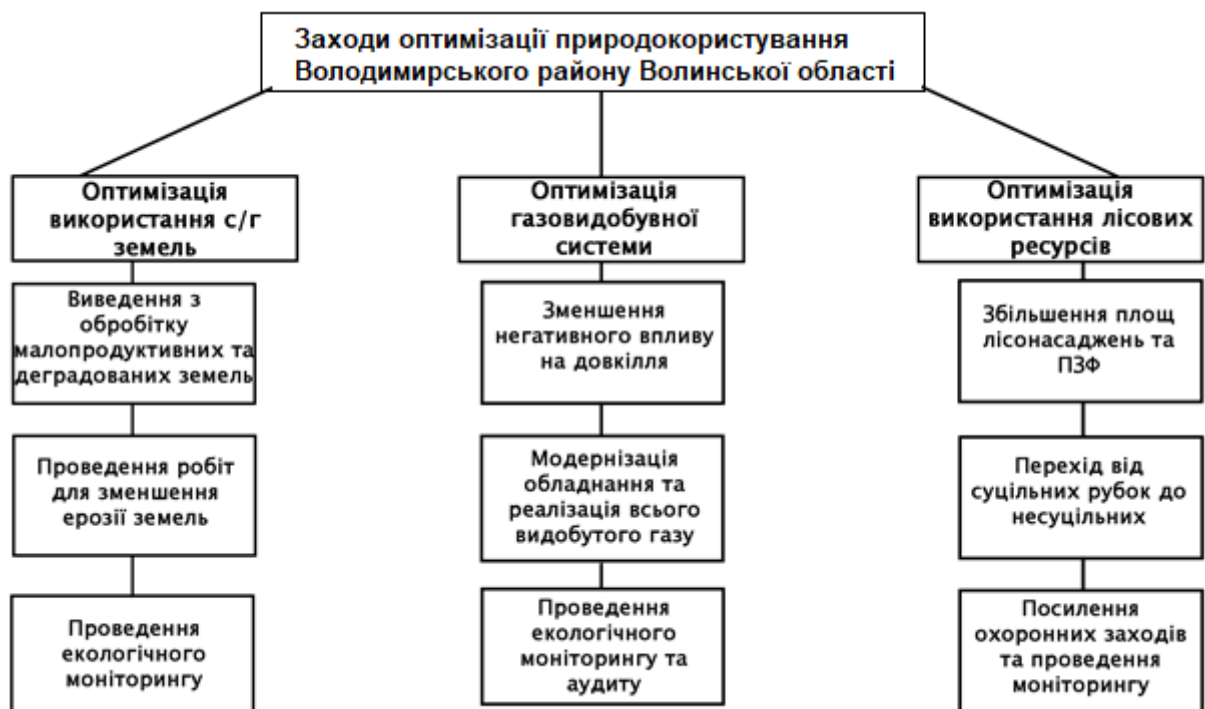 Заходи оптимізації природокористування
Володимирського району Волинської області
Оптимізація
використання с/г
земель
Виведення з
обробітку
малопродуктивних та
деградованих земель
Проведення робіт
для зменшення
ерозії земель
Проведення
екологічного
моніторингу
Оптимізація
газовидобувної
системи
Зменшення
негативного впливу
на довкілля
Модернізація
обладнання та
реалізація всього
видобутого газу
Проведення
екологічного
моніторингу та
аудиту
Оптимізація
використання лісових
ресурсів
Збільшення площ
лісонасаджень та
ПЗФ
Перехід від
суцільних рубок до
несуцільних
Посилення
охоронних заходів
та проведення
моніторингу